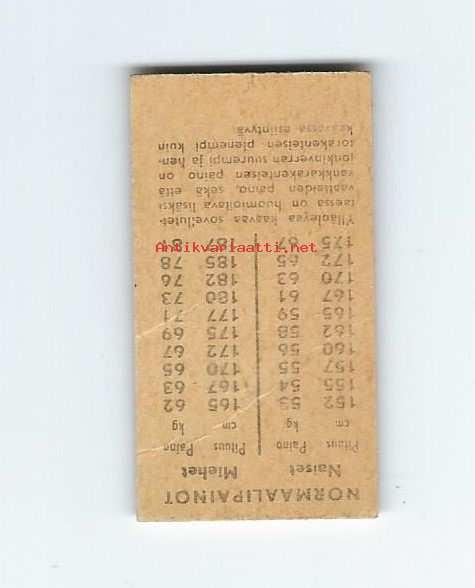 NORMAALIPAINOT
Naiset Miehet
Pituus Paino Pituus Paino
cm kg cm kg
152 53 165 62
155 54 167 63
157 55 170 65
160 56 172 67
162 58 175 69
165 59 177 71
167 61 180 73
170 63 182 76
172 65 185 78
175 67 187 81
Ylläolevaa kaavaa sovellutet-
taessa on huomioitava lisäksi
vaatteiden paino, sekä että
vankkarakenteisen paino on
jonkinverran suurempi ja hen-
torakenteisen pienempi kuin
kaavassa esiintyvä
Antikvariaatti.net